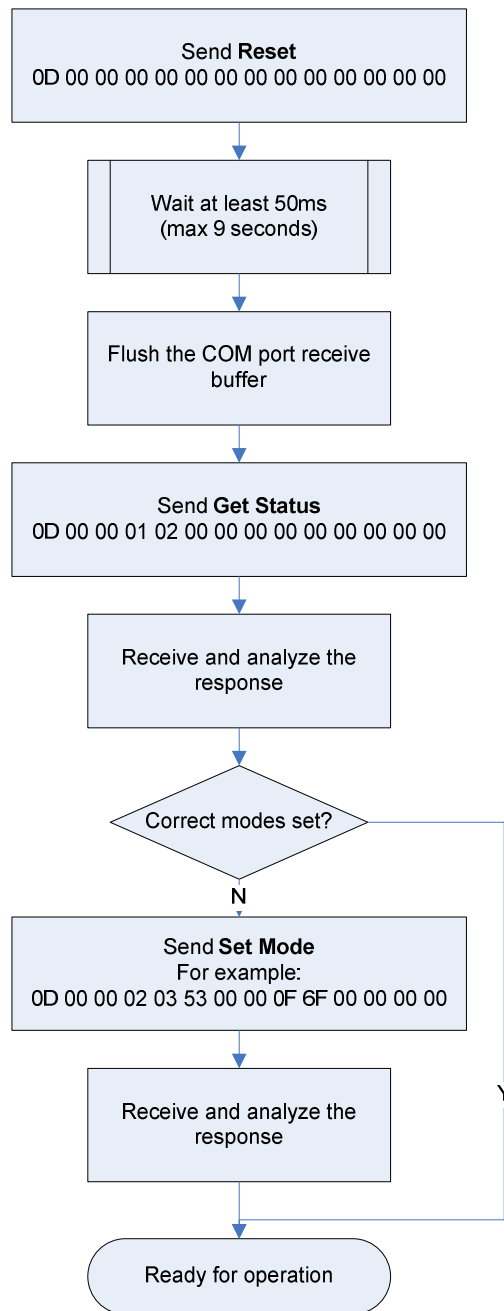 Send Reset
0D 00 00 00 00 00 00 00 00 00 00 00 00 00
Wait at least 50ms
(max 9 seconds)
Flush the COM port receive
buffer
Send Get Status
0D 00 00 01 02 00 00 00 00 00 00 00 00 00
Receive and analyze the
response
Correct modes set?
N
Send Set Mode
For example:
0D 00 00 02 03 53 00 00 0F 6F 00 00 00 00
Y
Receive and analyze the
response
Ready for operation